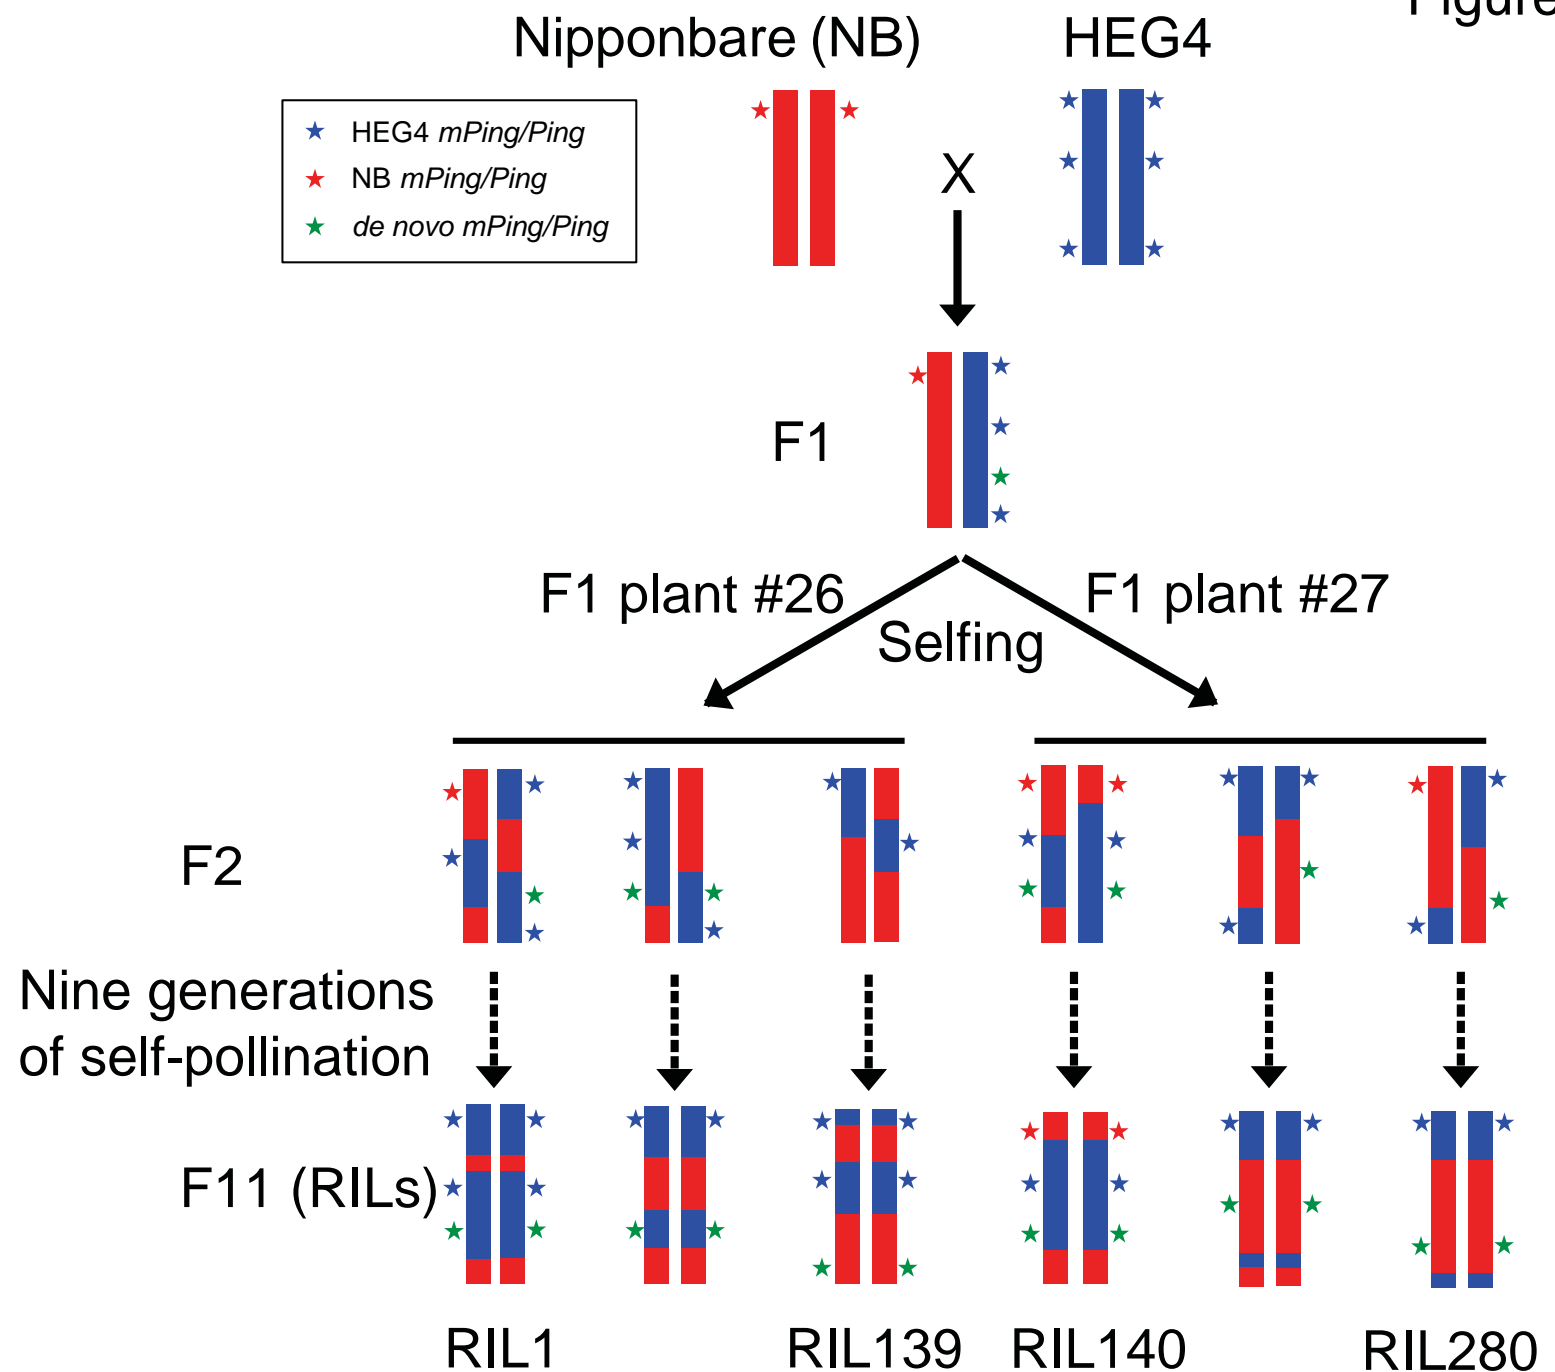 Figure
Nipponbare (NB)
HEG4
HEG4 mPing/Ping
NB mPing/Ping
de novo mPing/Ping
X
F1
F1 plant #26
F1 plant #27
Selfing
F2
Nine generations
of self-pollination
F11 (RILs)
RIL1
RIL139
RIL140
RIL280